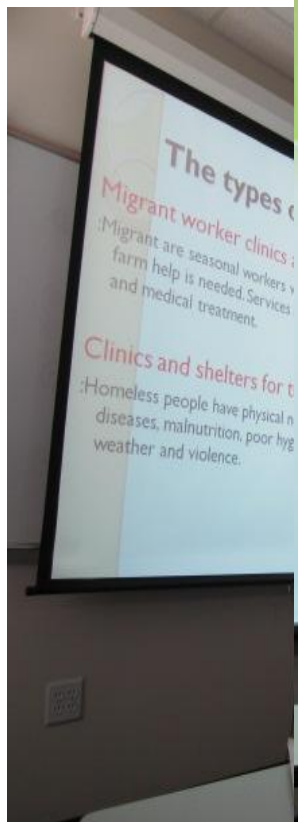 The types
Migrant worker clinics
:Migrant are seasonal workers
farm help is needed. Services
and medical treatment.
Clinics and shelters for
:Homeless people have physical
diseases, malnutrition, poor
weather and violence.